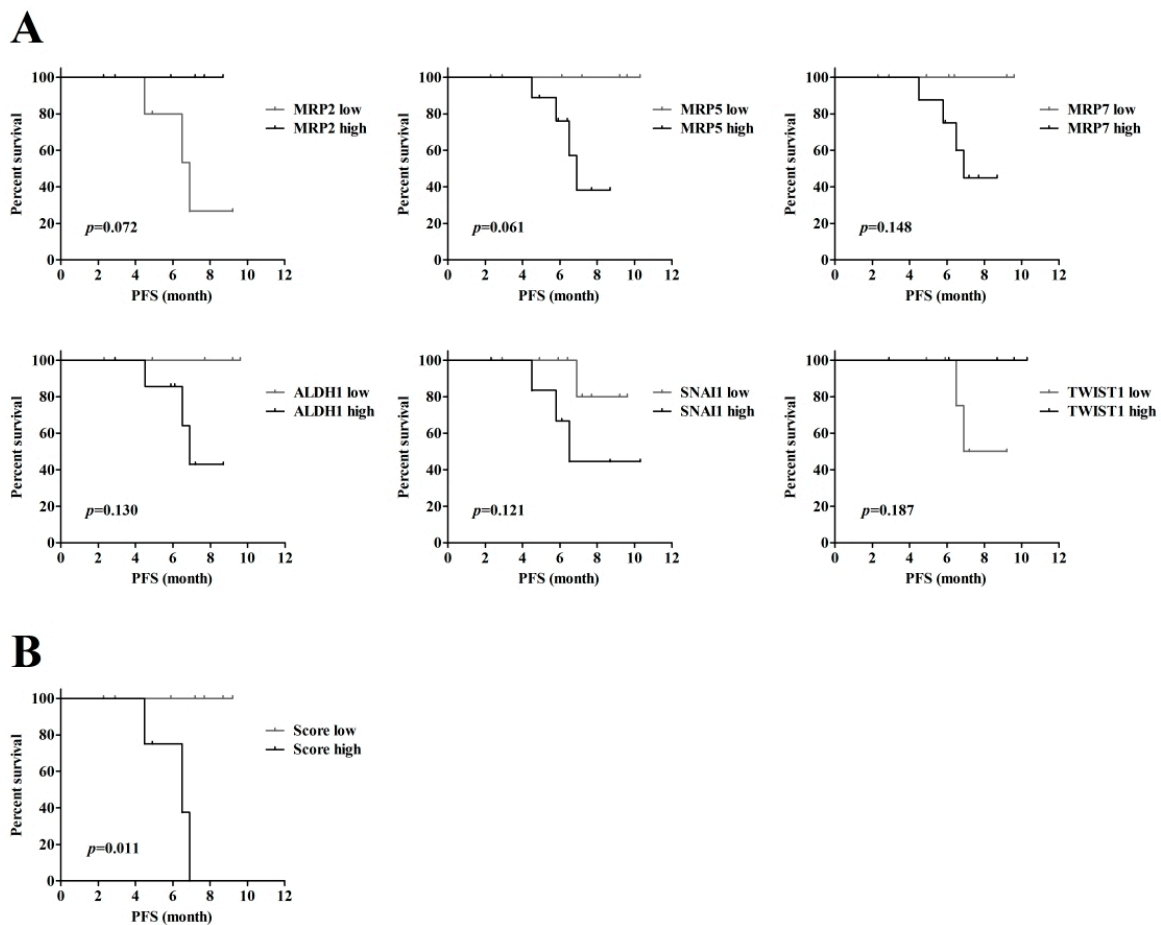 A
100
80
60
40
20
0
Percent survival
0 2 4 6 8 10 12
PFS (month)
p=0.072
MRP2 low
MRP2 high
100
80
60
40
20
0
Percent survival
0 2 4 6 8 10 12
PFS (month)
p=0.061
MRP5 low
MRP5 high
100
80
60
40
20
0
Percent survival
0 2 4 6 8 10 12
PFS (month)
p=0.148
MRP7 low
MRP7 high
100
80
60
40
20
0
Percent survival
0 2 4 6 8 10 12
PFS (month)
p=0.130
ALDH1 low
ALDH1 high
100
80
60
40
20
0
Percent survival
0 2 4 6 8 10 12
PFS (month)
p=0.121
SNAI1 low
SNAI1 high
100
80
60
40
20
0
Percent survival
0 2 4 6 8 10 12
PFS (month)
p=0.187
TWIST1 low
TWIST1 high
B
100
80
60
40
20
0
Percent survival
0 2 4 6 8 10 12
PFS (month)
p=0.011
Score low
Score high